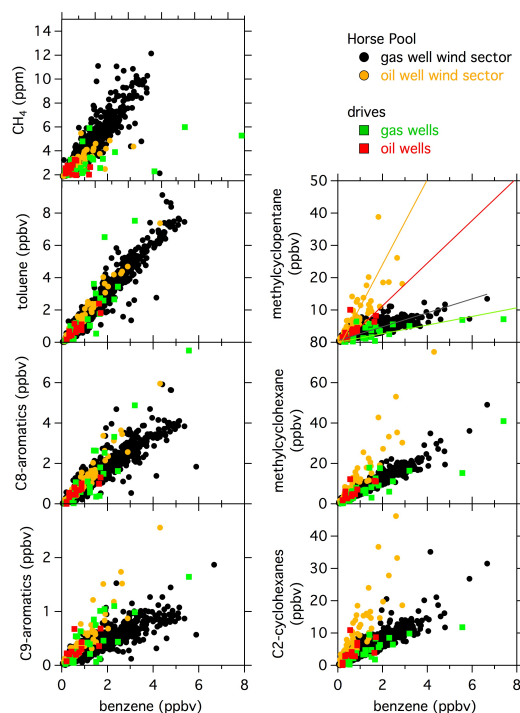 Horse Pool
gas well wind sector
oil well wind sector
drives
gas wells
oil wells
14
12
10
8
6
4
2
CH4 (ppm)
8
6
4
2
0
toluene (ppbv)
8
6
4
2
0
C8-aromatics (ppbv)
2
1
0
C9-aromatics (ppbv)
0
2
4
6
8
benzene (ppbv)
50
40
30
20
10
methylcyclopentane
(ppbv)
80
60
40
20
0
methylcyclohexane
(ppbv)
40
30
20
10
0
C2-cyclohexanes
(ppbv)
0
2
4
6
8
benzene (ppbv)